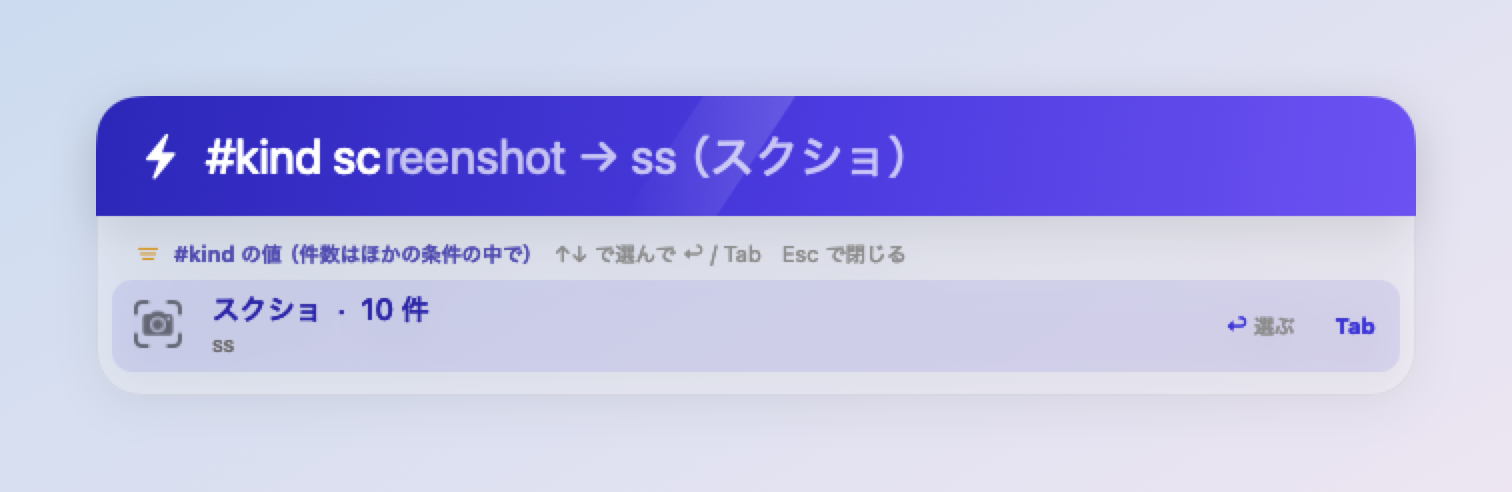 #kind screenshot → ss（スクショ）
#kind の値（件数はほかの条件の中で） ↑↓ で選んで ↩ / Tab Esc で閉じる
スクショ · 10 件
ss
↩ 選ぶ Tab